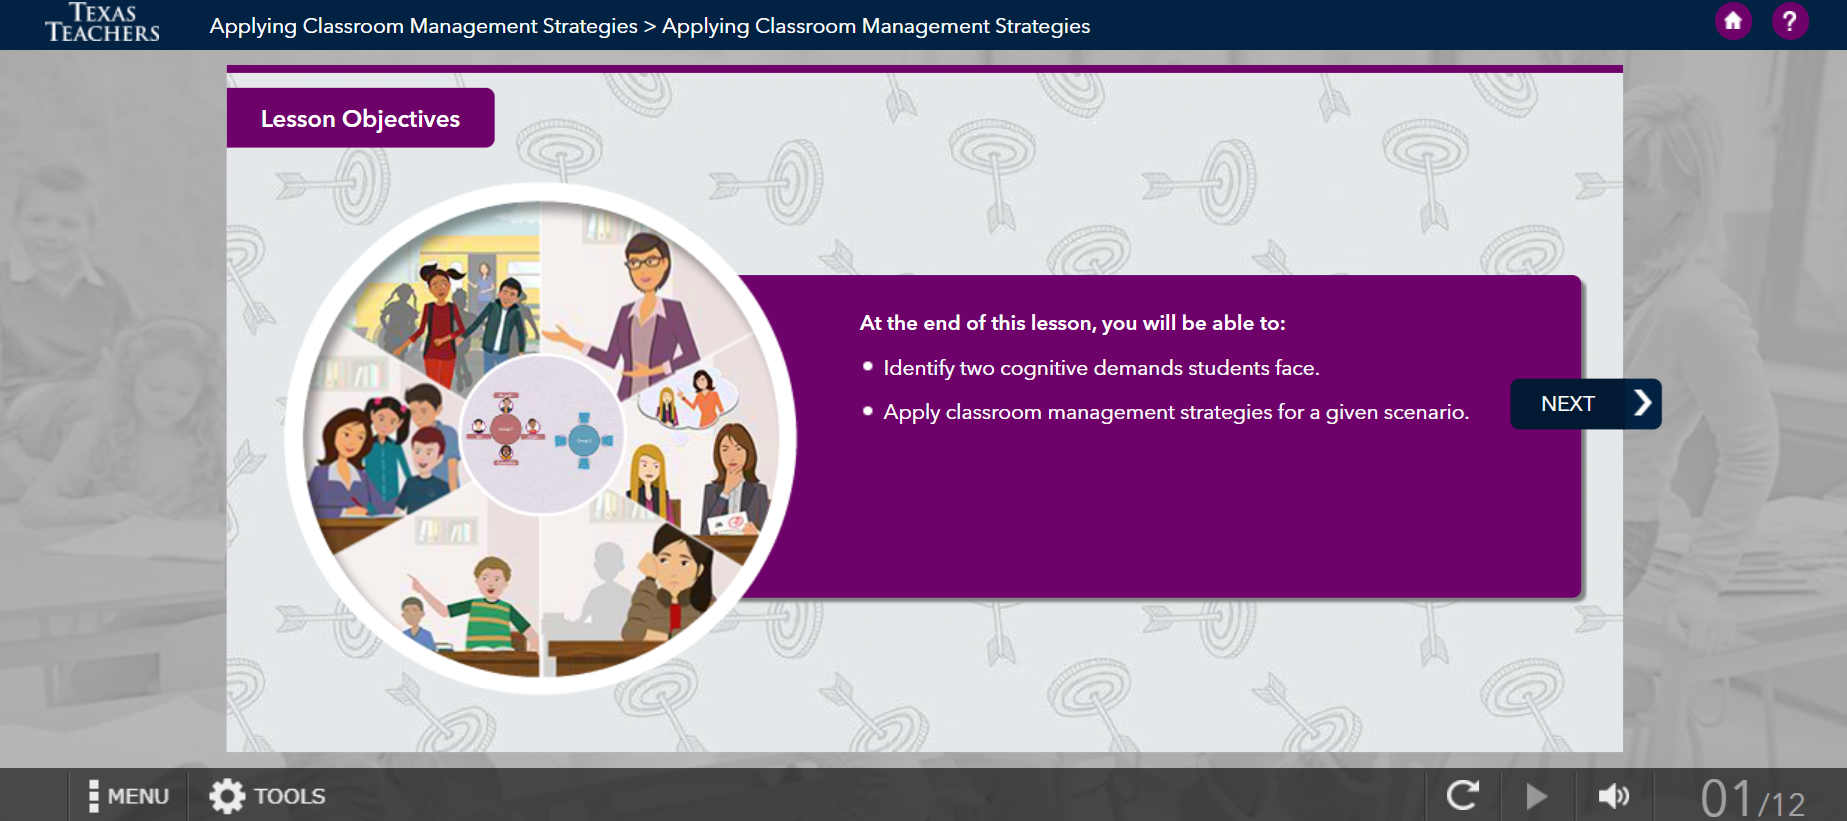 TEXAS
TEACHERS
Applying Classroom Management Strategies > Applying Classroom Management Strategies
?
Lesson Objectives
At the end of this lesson, you will be able to:
Identify two cognitive demands students face.
Apply classroom management strategies for a given scenario.
NEXT
MENU
TOOLS
01/12